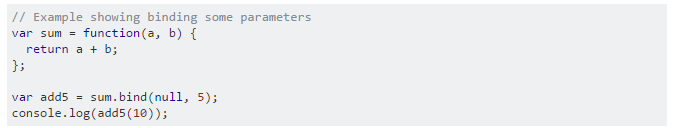 // Example showing binding some parameters
var sum = function(a, b) {
  return a + b;
};

var add5 = sum.bind(null, 5);
console.log(add5(10));